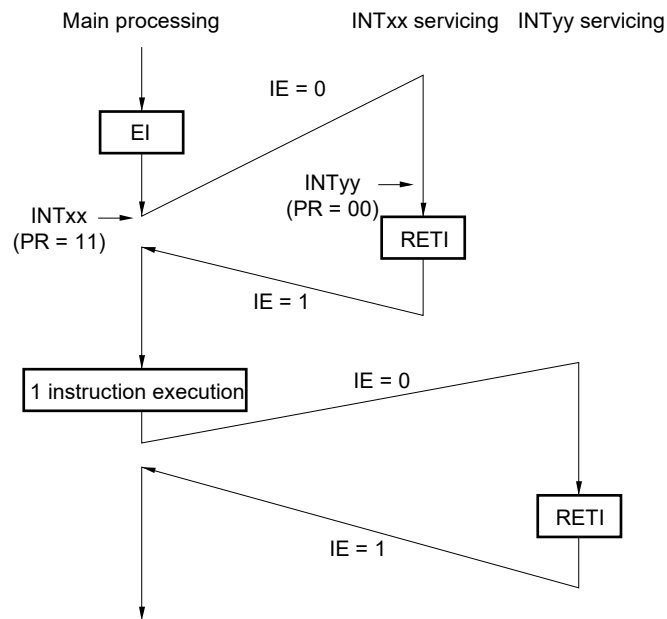 Main processing
INTxx servicing
INTyy servicing
IE = 0
EI
INTyy
(PR = 00)
INTxx
(PR = 11)
RETI
IE = 1
1 instruction execution
IE = 0
RETI
IE = 1